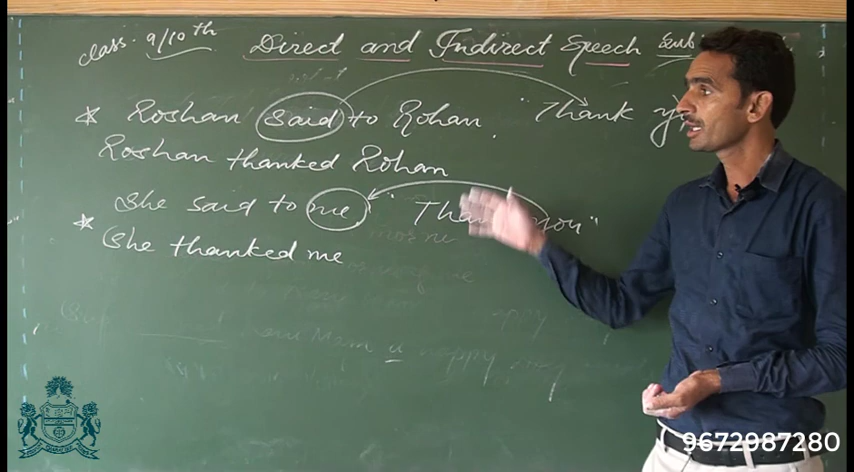 class. 9/10th Direct and Indirect Speech
Roshan said to Rohan. "Thank
Roshan thanked Rohan
She said to me "Thank you"
She thanked me
9672987280